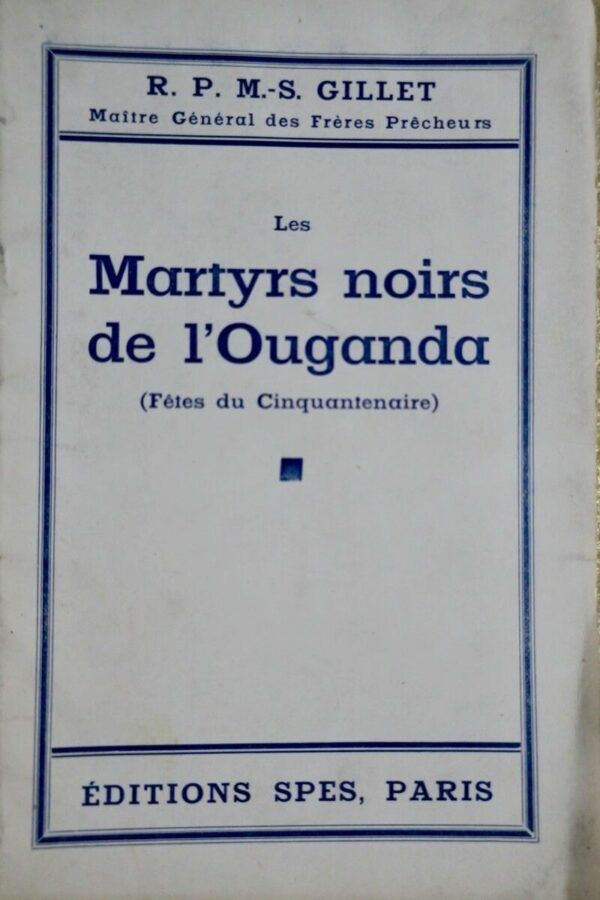 R. P. M.-S. GILLET
Maître Général des Frères Prêcheurs
Les
Martyrs noirs
de l'Ouganda
(Fêtes du Cinquantenaire)
ÉDITIONS SPES, PARIS